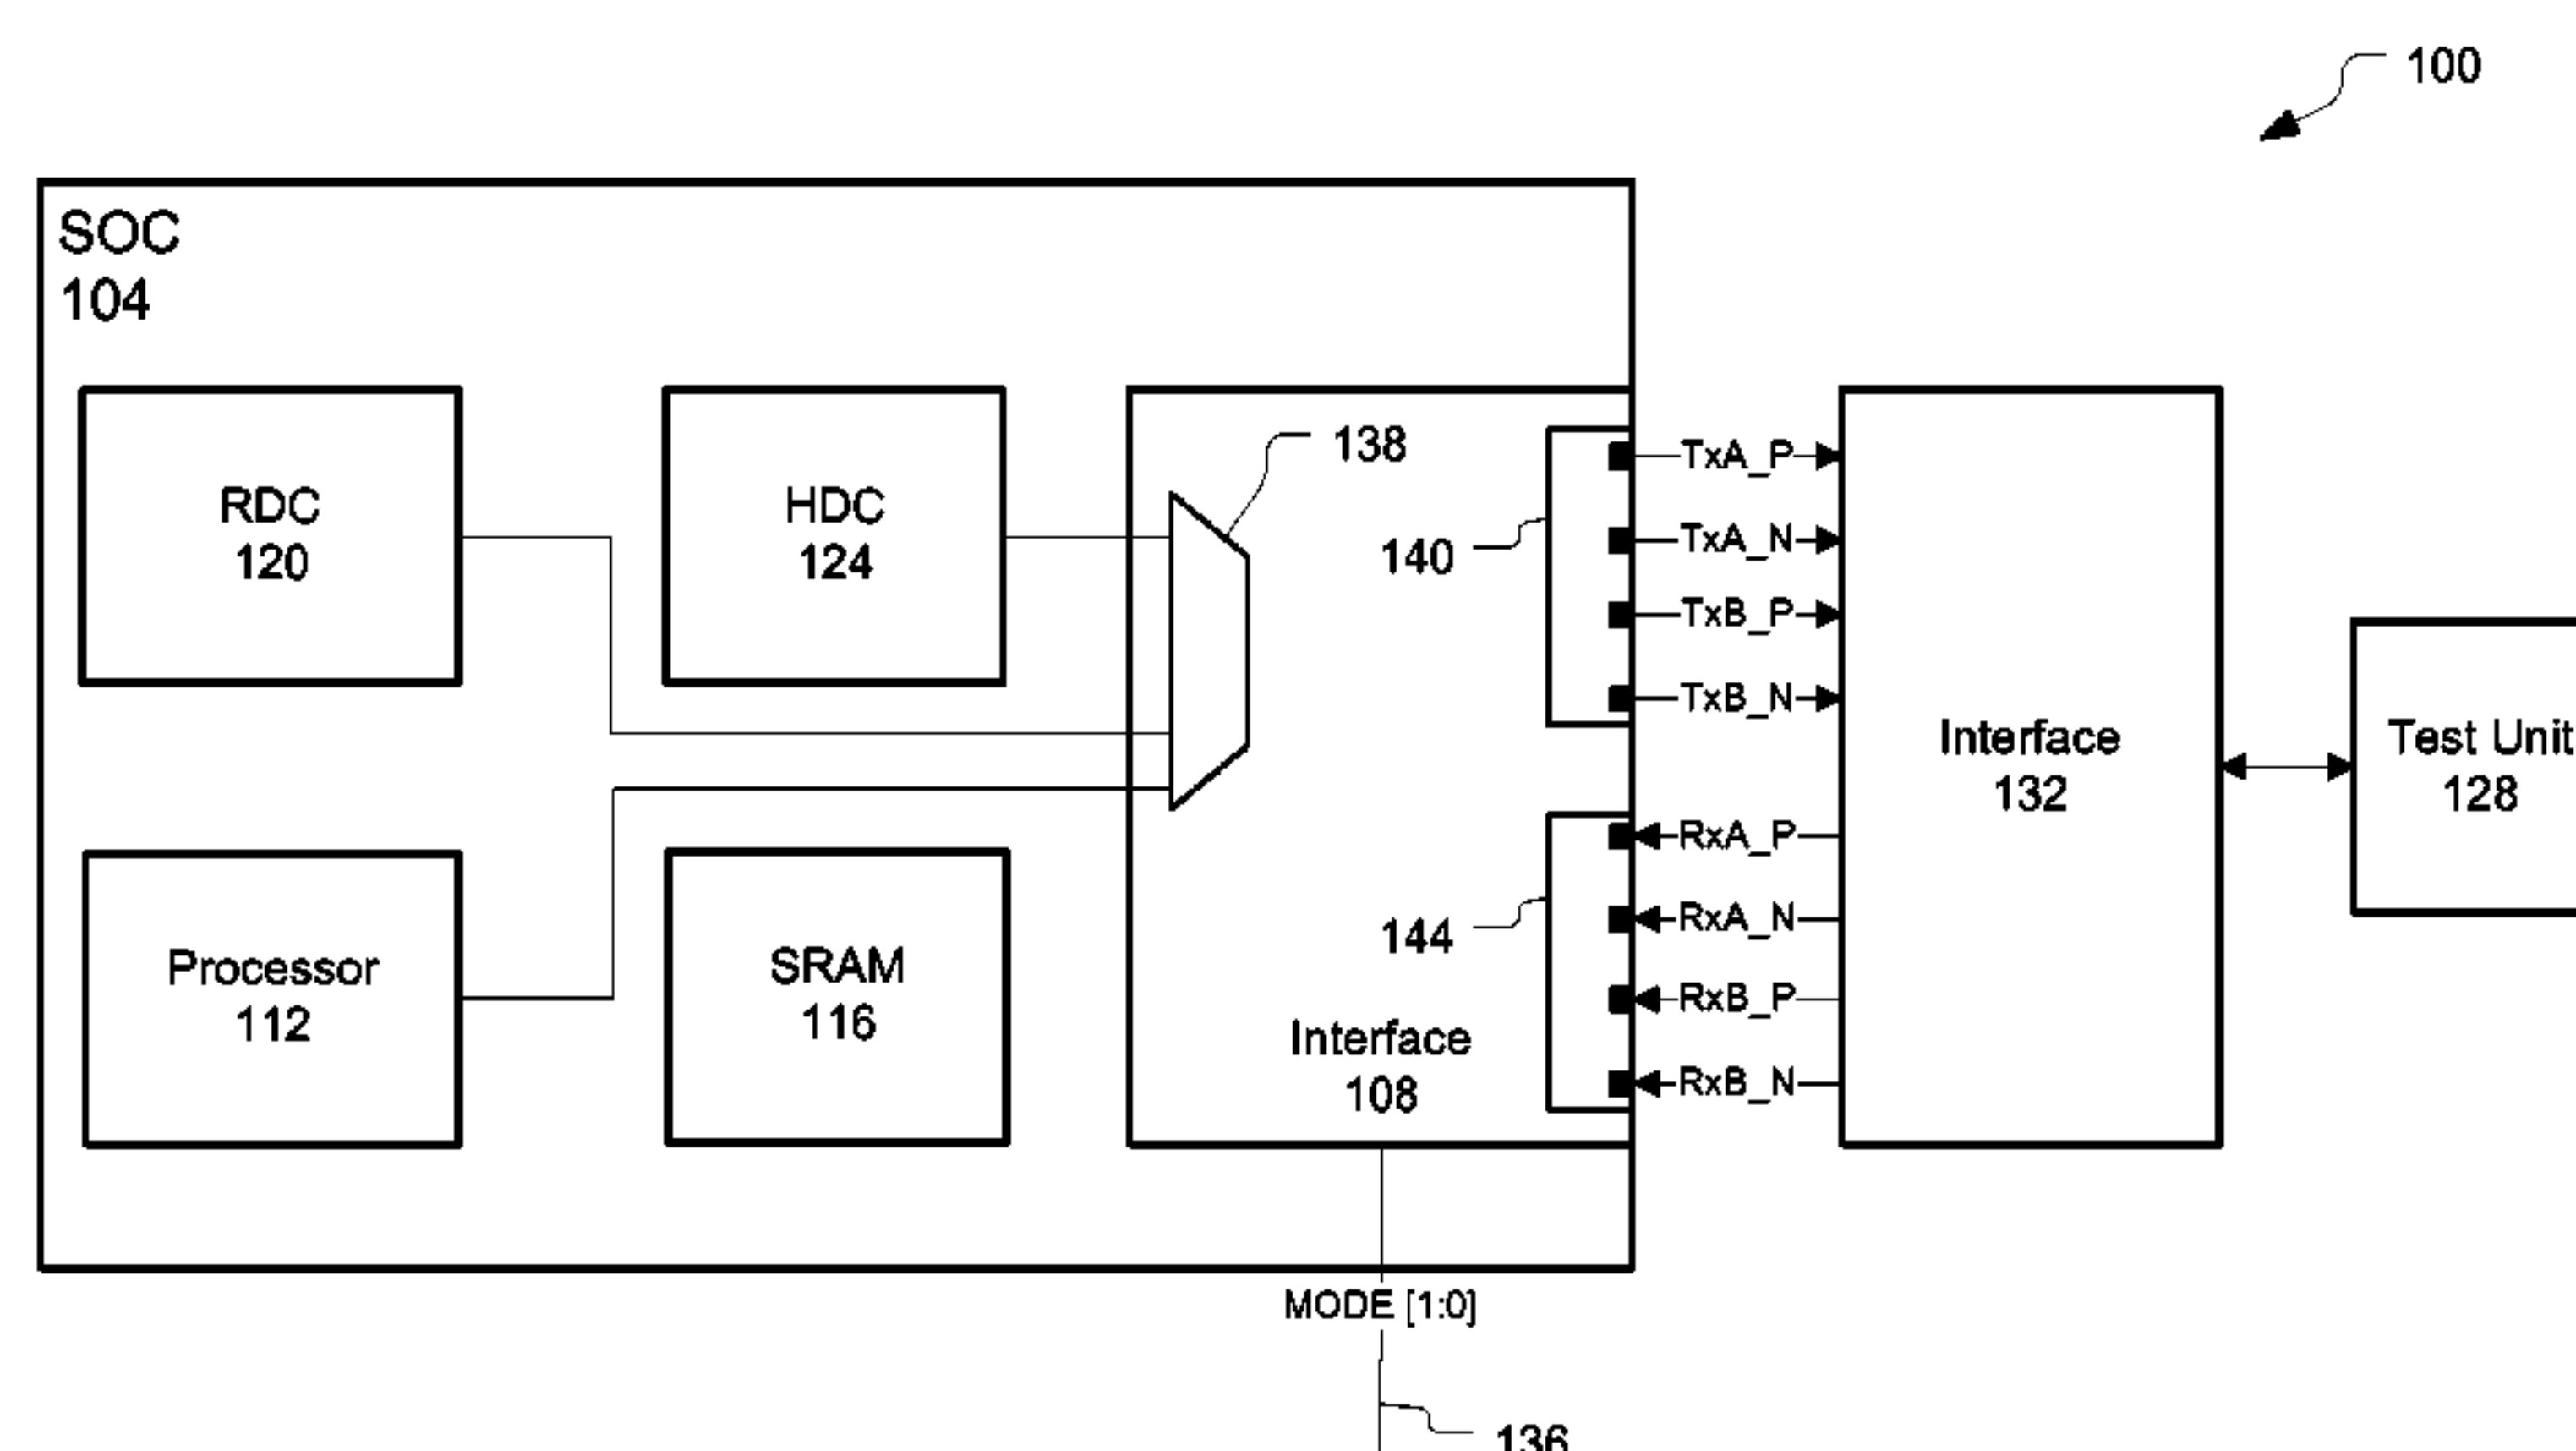 100
SOC
104
RDC
120
HDC
124
138
140
TxA_P
TxA_N
TxB_P
TxB_N
Interface
132
Test Unit
128
Processor
112
SRAM
116
144
RxA_P
RxA_N
RxB_P
RxB_N
Interface
108
MODE [1:0]
136